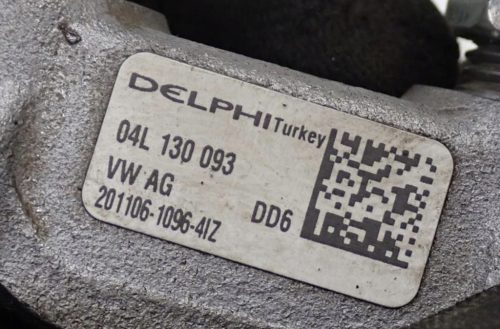 DELPHI Turkey
04L 130 093
VW AG
201106-1096-41Z DD6